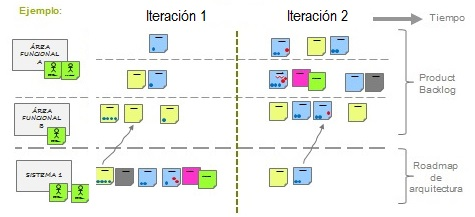 Ejemplo:
Iteración 1
Iteración 2
Tiempo
ÁREA
FUNCIONAL
A
Product
Backlog
ÁREA
FUNCIONAL
B
SISTEMA 1
Roadmap
de
arquitectura